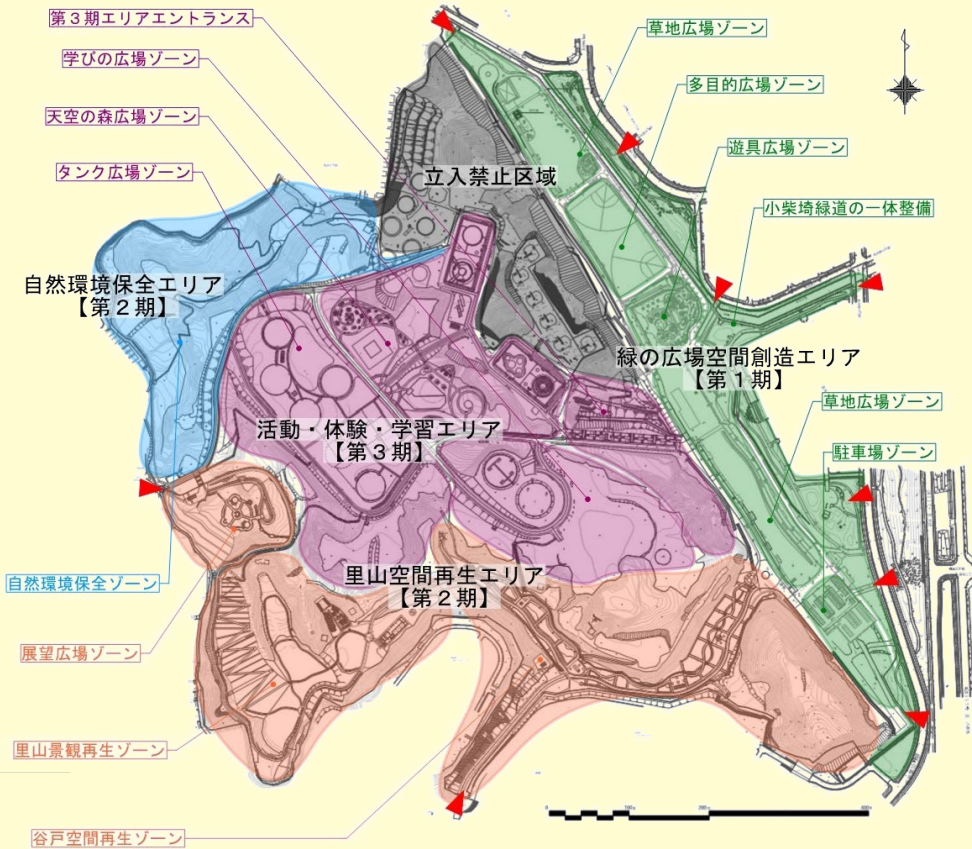 第3期エリアエントランス
学びの広場ゾーン
天空の森広場ゾーン
タンク広場ゾーン
草地広場ゾーン
多目的広場ゾーン
遊具広場ゾーン
小柴埼緑道の一体整備
立入禁止区域
自然環境保全エリア
【第2期】
緑の広場空間創造エリア
【第1期】
草地広場ゾーン
活動・体験・学習エリア
【第3期】
駐車場ゾーン
里山空間再生エリア
【第2期】
自然環境保全ゾーン
展望広場ゾーン
里山景観再生ゾーン
谷戸空間再生ゾーン